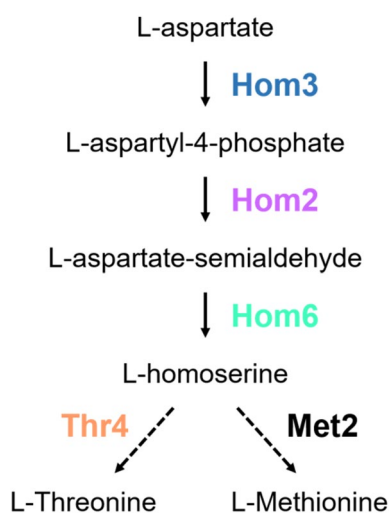 L-aspartate
Hom3
L-aspartyl-4-phosphate
Hom2
L-aspartate-semialdehyde
Hom6
L-homoserine
Thr4 Met2
L-Threonine L-Methionine